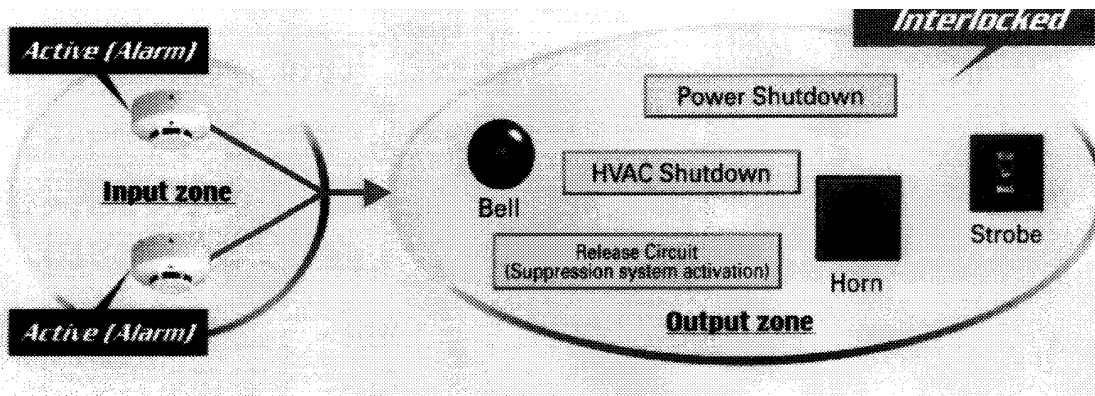 Active (Alarm)
Input zone
Active (Alarm)
Interlocked
Power Shutdown
HVAC Shutdown
Bell
Release Circuit
(Suppression system activation)
Horn
Strobe
Output zone